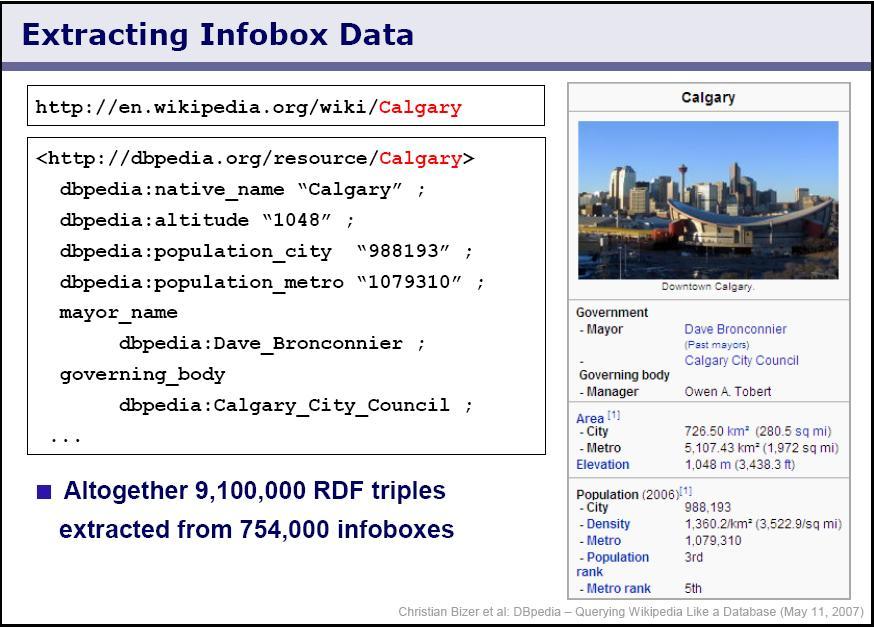 Extracting Infobox Data
http://en.wikipedia.org/wiki/Calgary
<http://dbpedia.org/resource/Calgary>
dbpedia:native_name “Calgary” ;
dbpedia:altitude “1048” ;
dbpedia:population_city “988193” ;
dbpedia:population_metro “1079310” ;
mayor_name
dbpedia:Dave_Bronconnier ;
governing_body
dbpedia:Calgary_City_Council ;
...
Altogether 9,100,000 RDF triples
extracted from 754,000 infoboxes
Calgary
Downtown Calgary.
Government
- Mayor Dave Bronconnier
(Past mayors)
- Calgary City Council
Governing body
- Manager Owen A. Tobert
Area [1]
- City 726.50 km² (280.5 sq mi)
- Metro 5,107.43 km² (1,972 sq mi)
Elevation 1,048 m (3,438.3 ft)
Population (2006)[1]
- City 988,193
- Density 1,360.2/km² (3,522.9/sq mi)
- Metro 1,079,310
- Population 3rd
rank
- Metro rank 5th
Christian Bizer et al: DBpedia – Querying Wikipedia Like a Database (May 11, 2007)